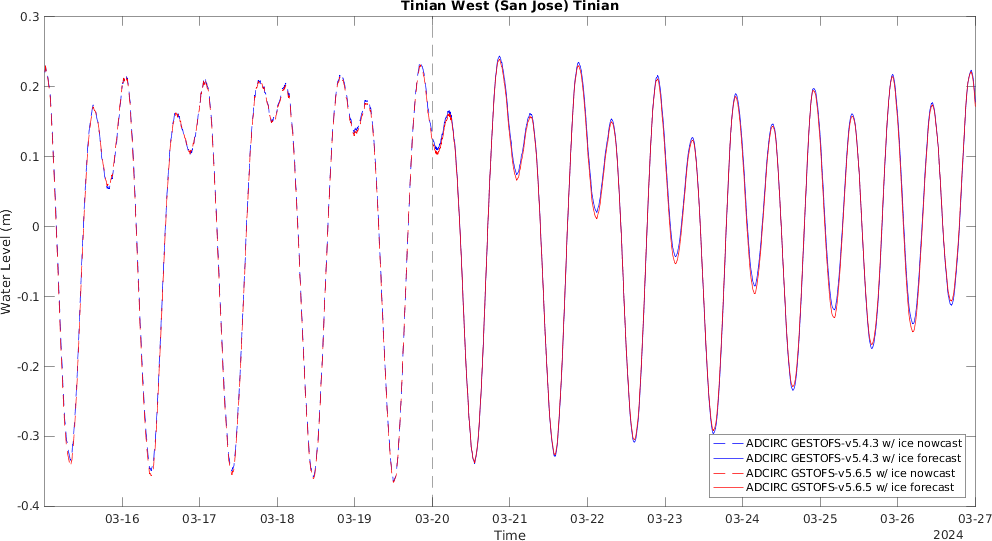 Tinian West (San Jose) Tinian
0.3
0.2
0.1
0
-0.1
-0.2
-0.3
-0.4
Water Level (m)
ADCIRC GESTOFS-v5.4.3 w/ ice nowcast
ADCIRC GESTOFS-v5.4.3 w/ ice forecast
ADCIRC GSTOFS-v5.6.5 w/ ice nowcast
ADCIRC GSTOFS-v5.6.5 w/ ice forecast
03-16 03-17 03-18 03-19 03-20 03-21 03-22 03-23 03-24 03-25 03-26 03-27
Time
2024